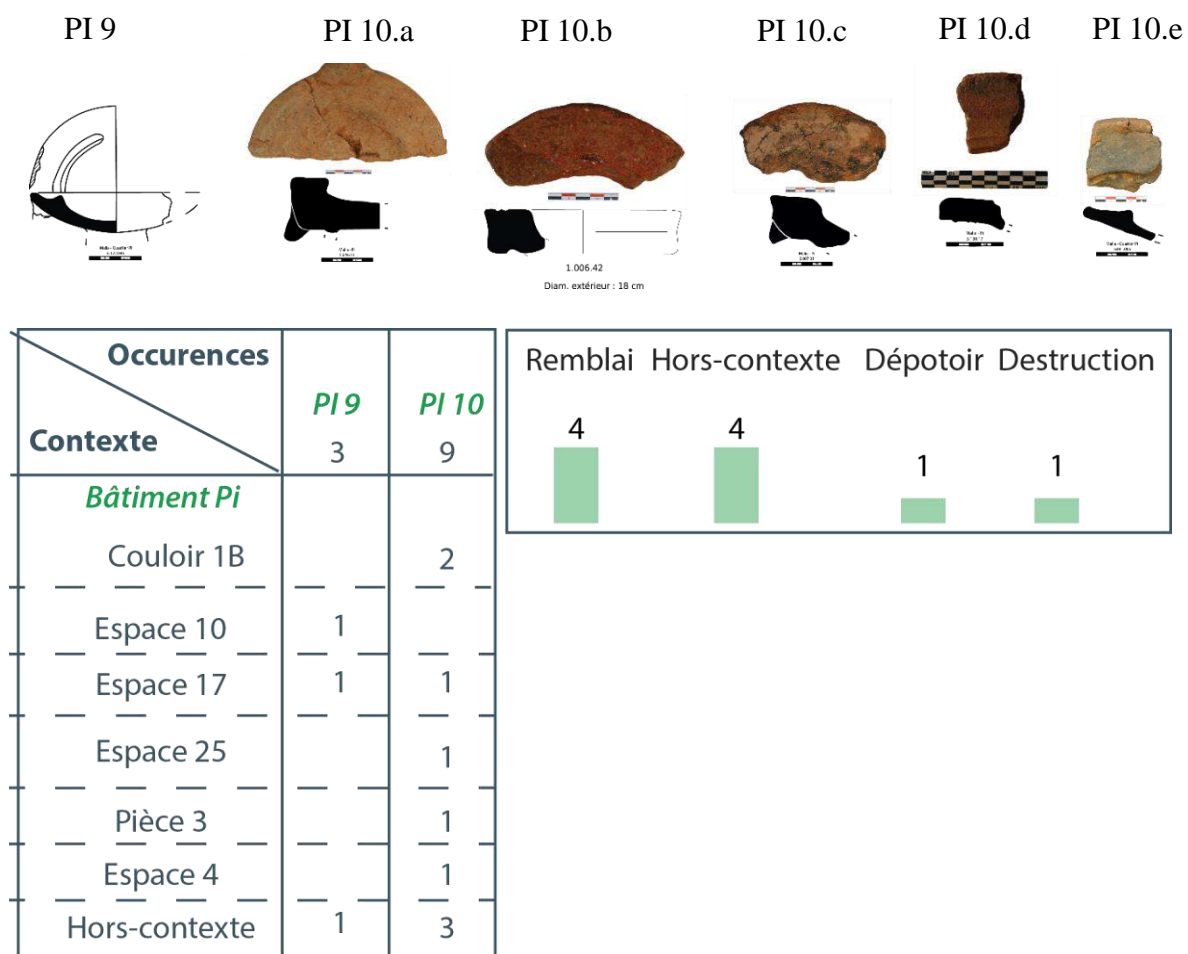 PI 9 PI 10.a PI 10.b PI 10.c PI 10.d PI 10.e
1.006.42
Diam. extérieur : 18 cm
Occurences
PI 9 PI 10
Contexte 3 9
Bâtiment Pi
Couloir 1B 2
Espace 10 1
Espace 17 1 1
Espace 25 1
Pièce 3 1
Espace 4 1
Hors-contexte 1 3
Remblai Hors-contexte Dépotoir Destruction
4 4 1 1